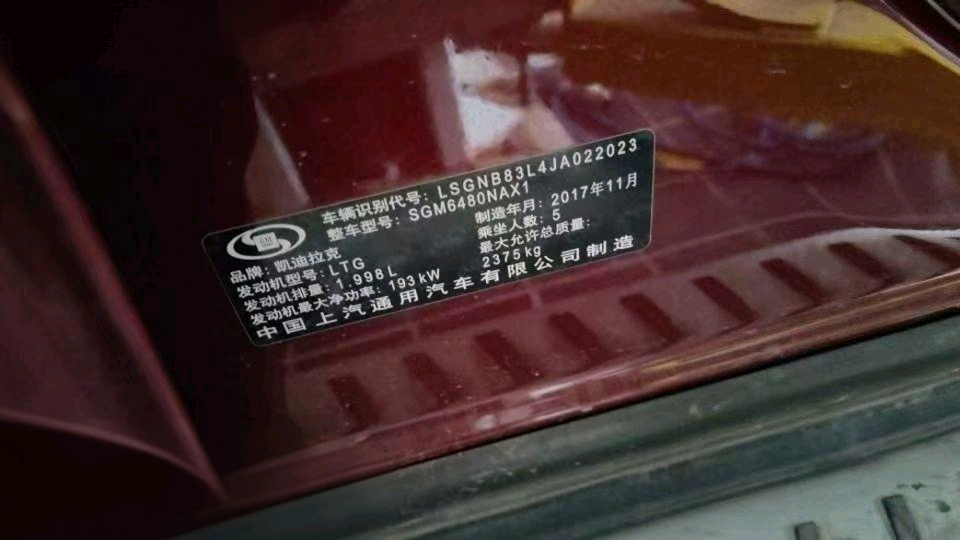 车辆识别代号: LSGNB83L4JA022023
整车型号: SGM6480NAX1
GM
品牌: 凯迪拉克 制造年月: 2017年11月
发动机型号: LTG 乘坐人数: 5
发动机排量: 1.998L 最大允许总质量:
发动机最大净功率: 193kW 2375kg
中国上汽通用汽车有限公司制造